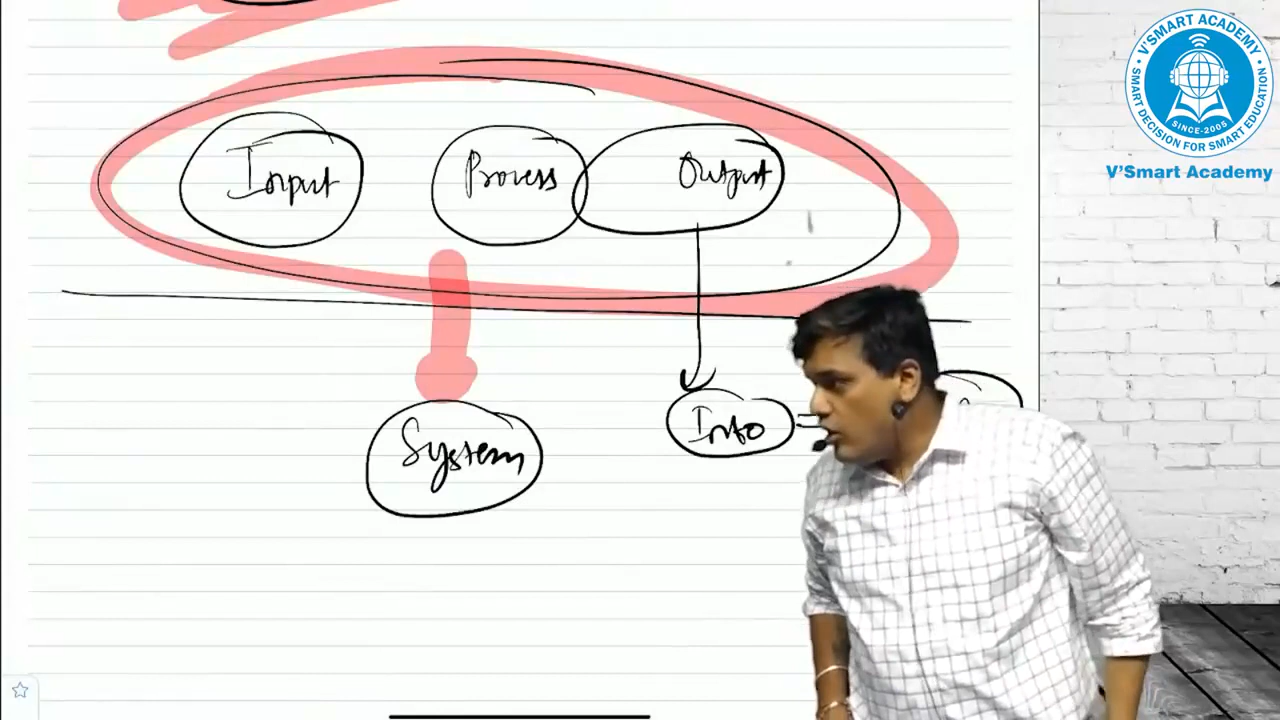 Input Process Output
System
Info =
V'SMART ACADEMY
SMART DECISION FOR SMART EDUCATION
SINCE-2005
V'Smart Academy